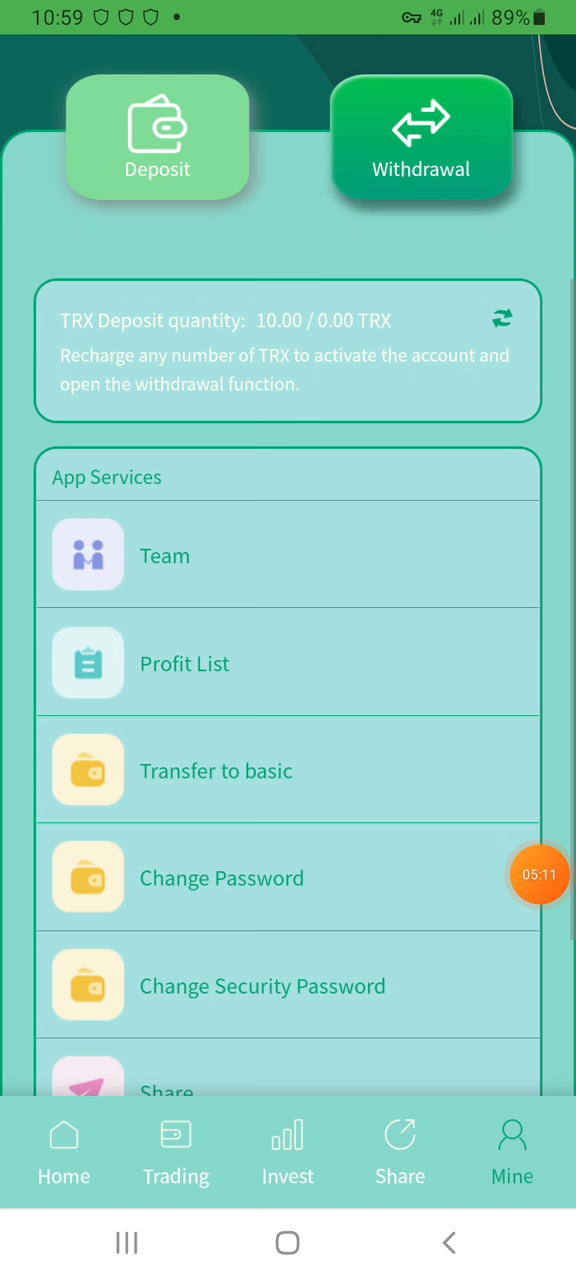 10:59
4G
89%
Deposit
Withdrawal
TRX Deposit quantity: 10.00 / 0.00 TRX
Recharge any number of TRX to activate the account and
open the withdrawal function.
App Services
Team
Profit List
Transfer to basic
Change Password
05:11
Change Security Password
Share
Home
Trading
Invest
Share
Mine